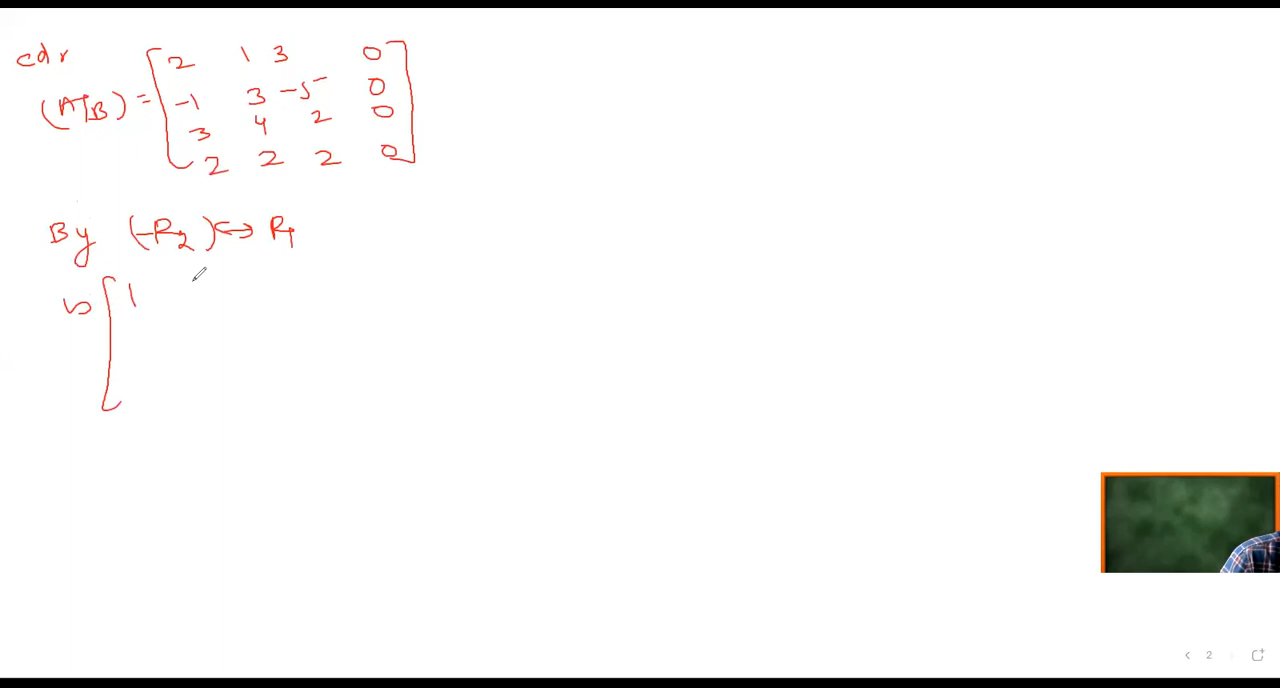 cdr
(A|B) = [ 2 1 3 0
-1 3 -5 0
3 4 2 0
2 2 2 0 ]
By (-R2) ↔ R1
~ [ 1
2